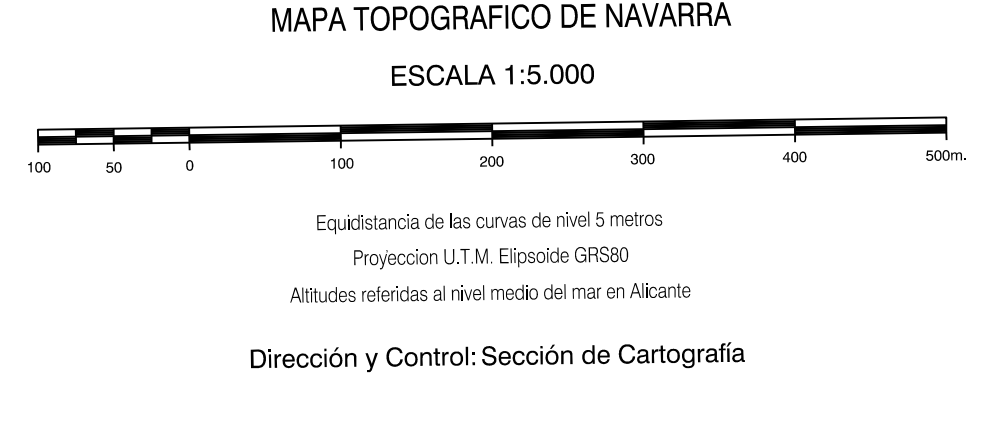 MAPA TOPOGRAFICO DE NAVARRA
ESCALA 1:5.000
100 50 0 100 200 300 400 500m.
Equidistancia de las curvas de nivel 5 metros
Proyeccion U.T.M. Elipsoide GRS80
Altitudes referidas al nivel medio del mar en Alicante
Dirección y Control: Sección de Cartografía